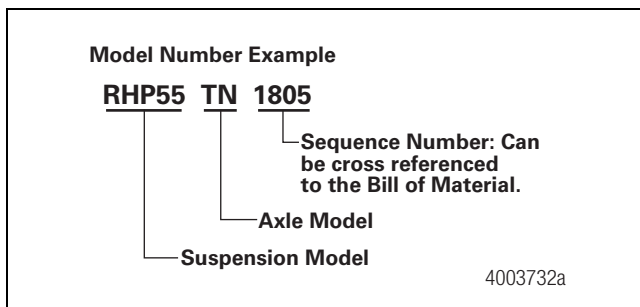 Model Number Example
RHP55 TN 1805
Sequence Number: Can
be cross referenced
to the Bill of Material.
Axle Model
Suspension Model
4003732a